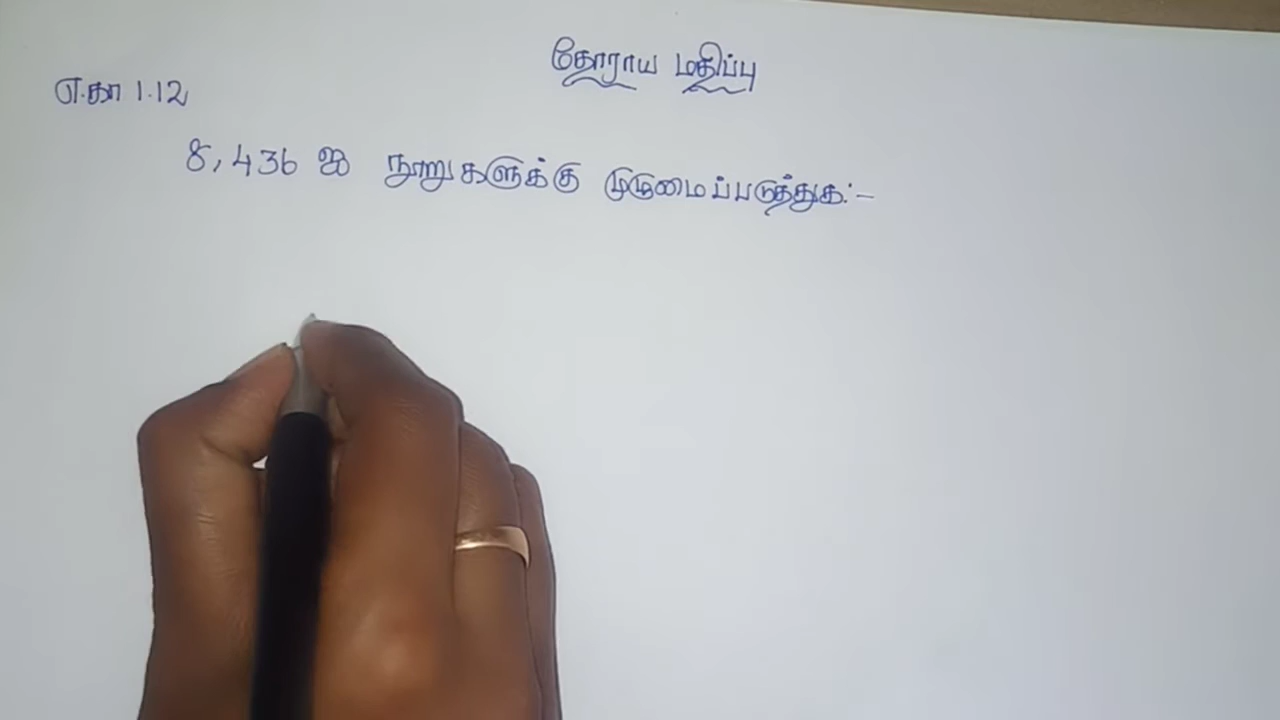 தோராய மதிப்பு
எ.கா 1.12
8,436 ஐ நூறுகளுக்கு முழுமைப்படுத்துக:-